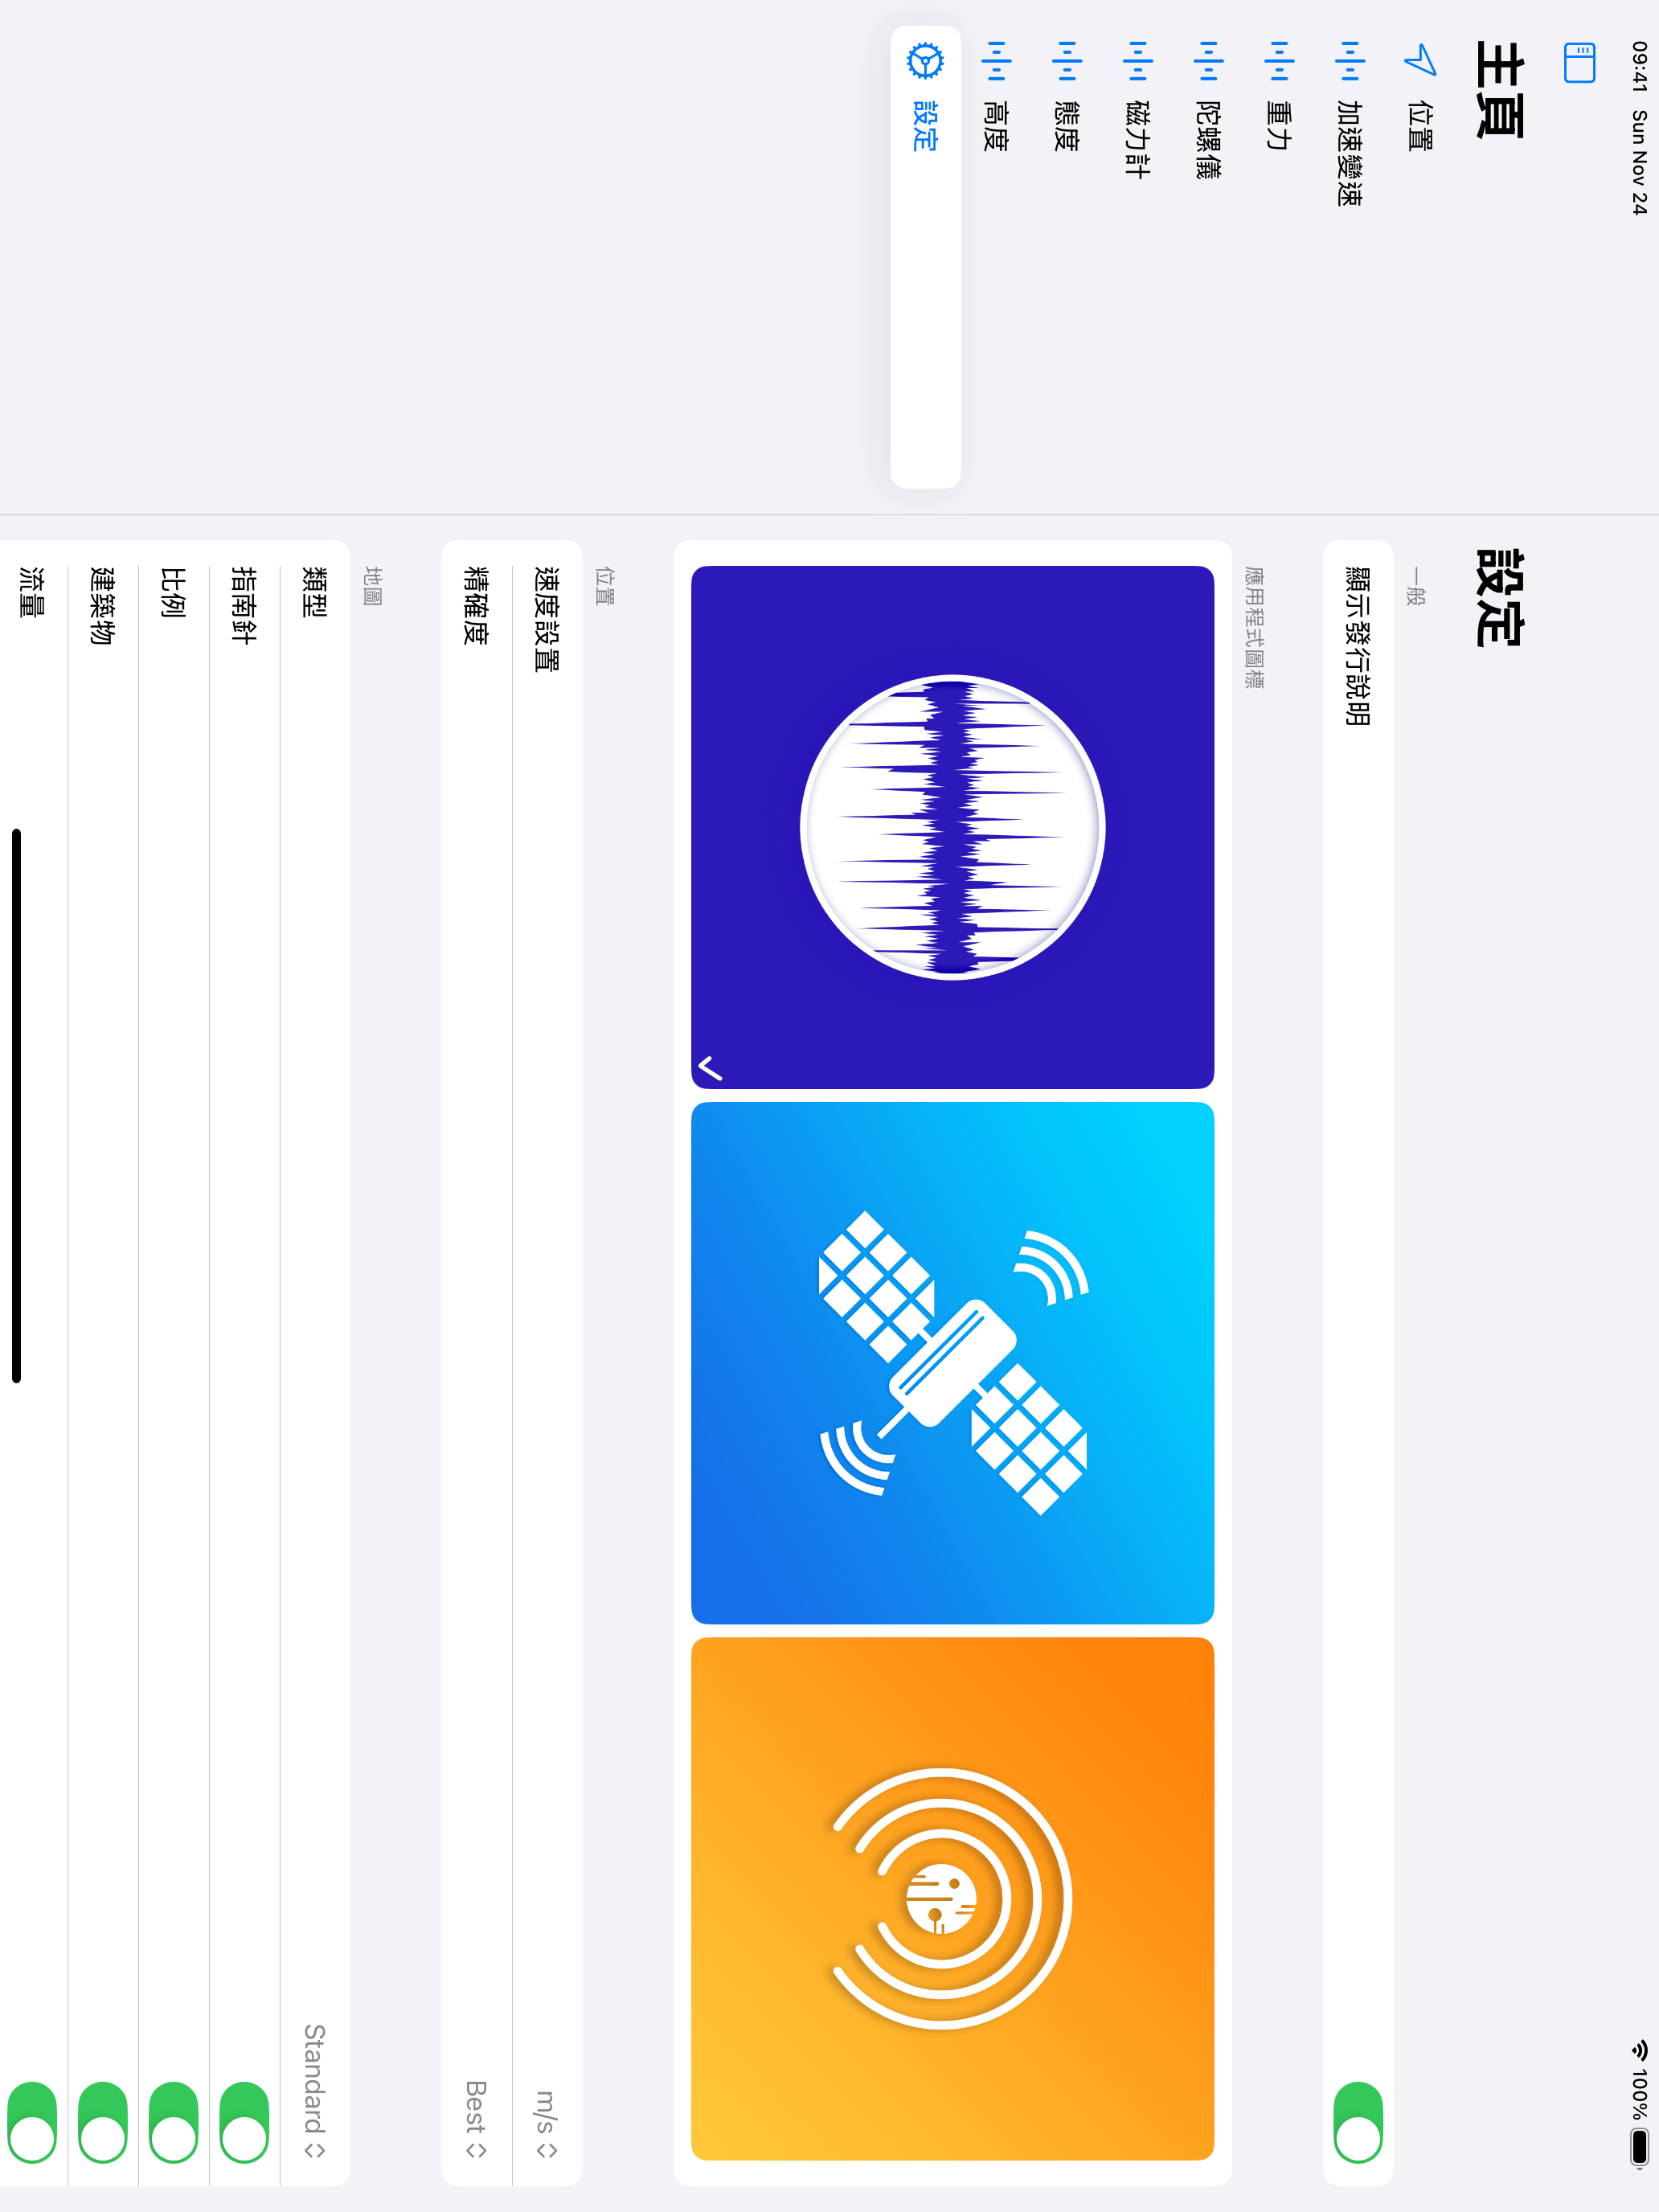 09:41 Sun Nov 24
100%
主頁
位置
加速變速
重力
陀螺儀
磁力計
態度
高度
設定
設定
一般
顯示發行說明
應用程式圖標
位置
速度設置 m/s
精確度 Best
地圖
類型 Standard
指南針
比例
建築物
流量